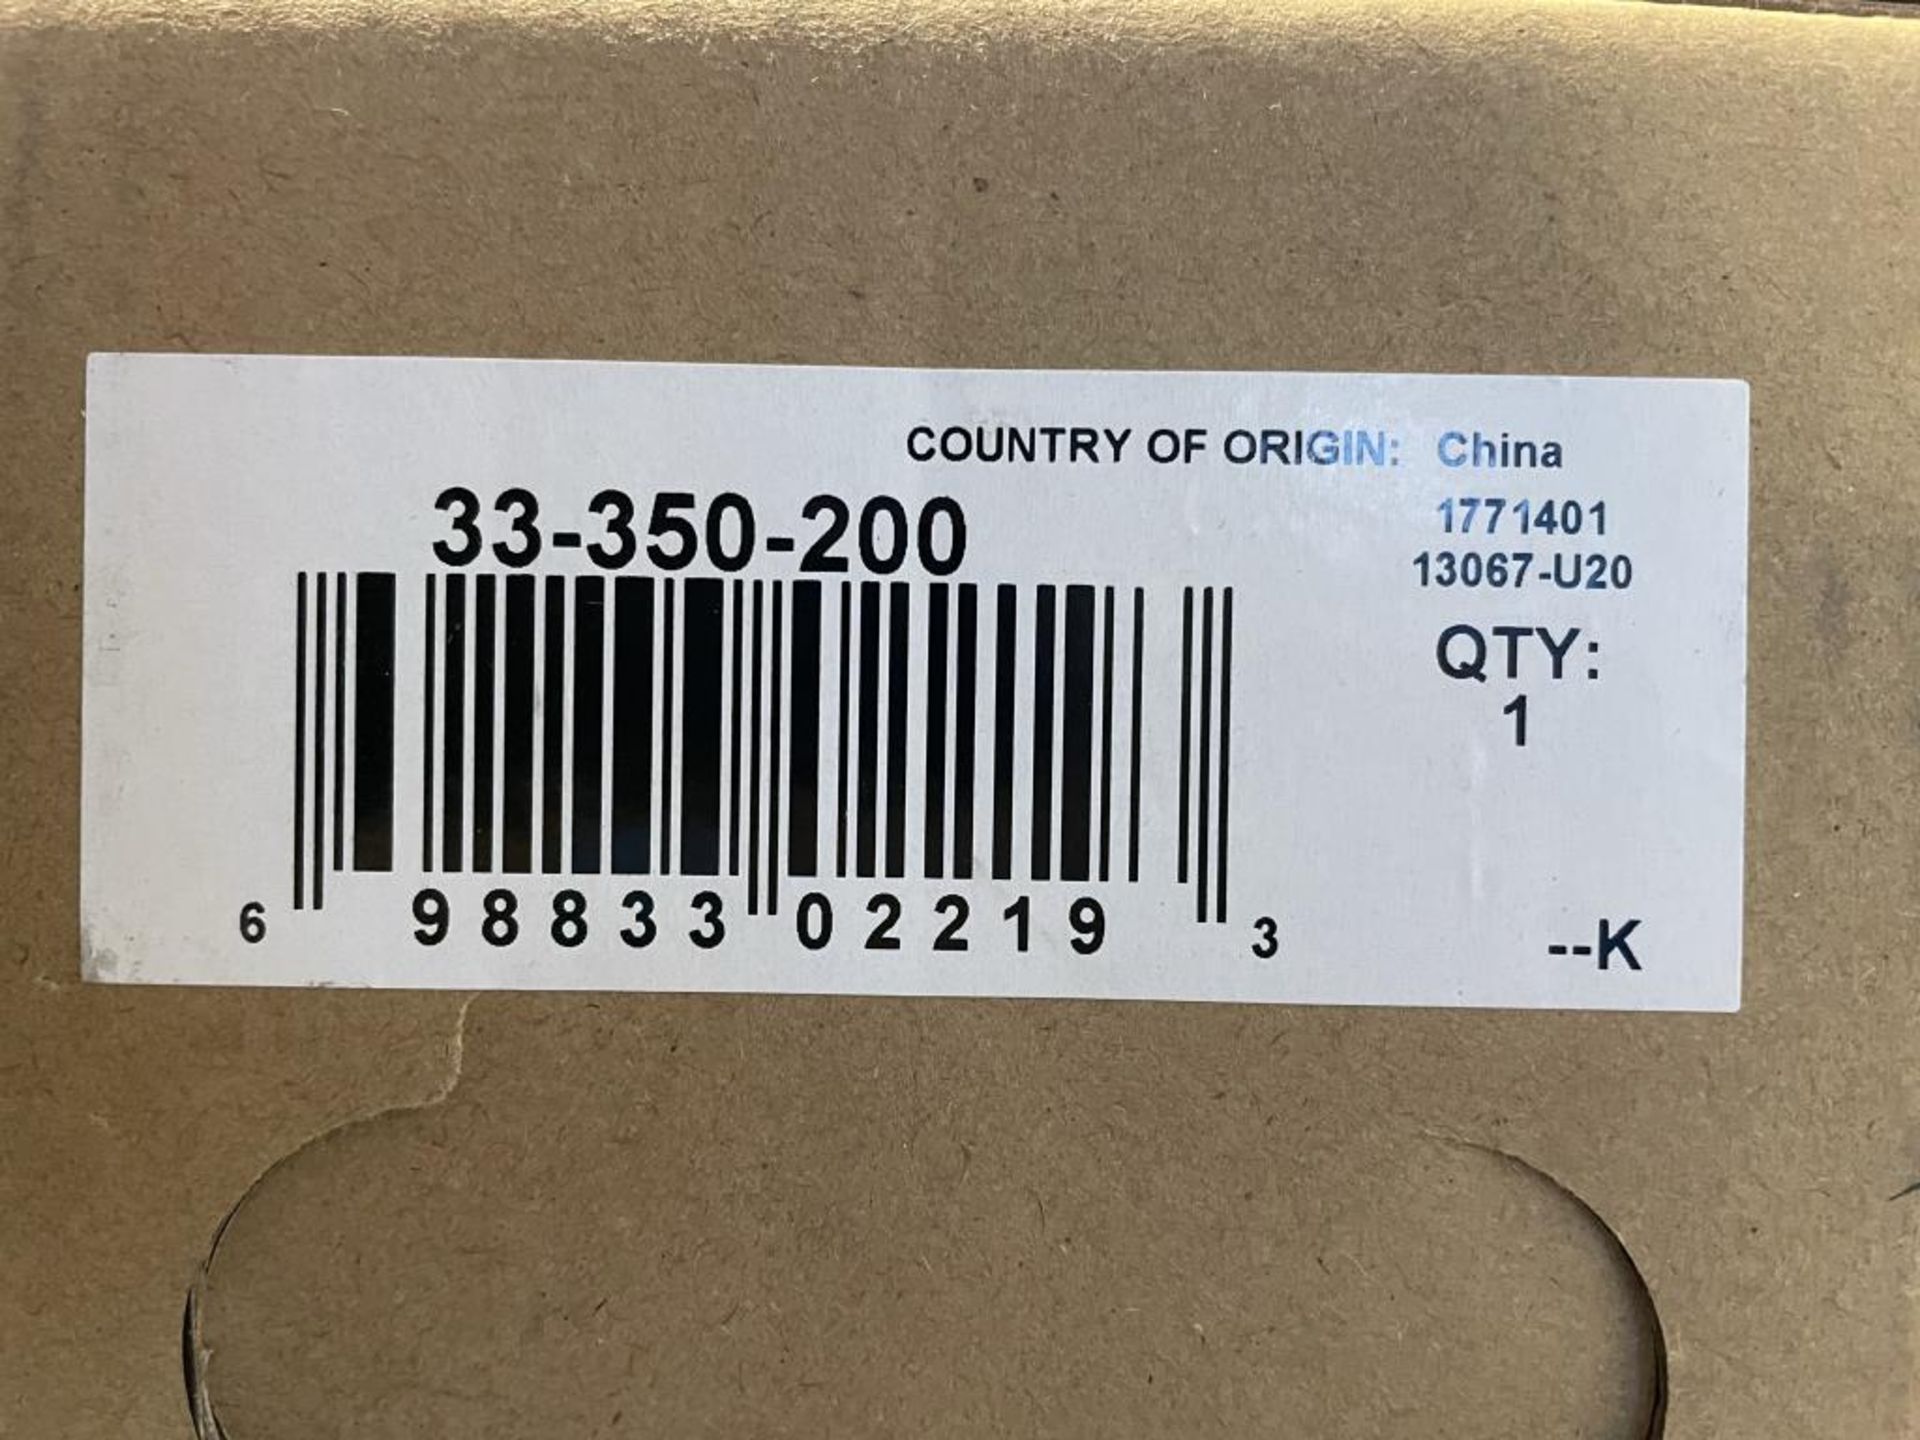 COUNTRY OF ORIGIN: China
33-350-200
1771401
13067-U20
QTY:
1
6 98833 02219 3
--K